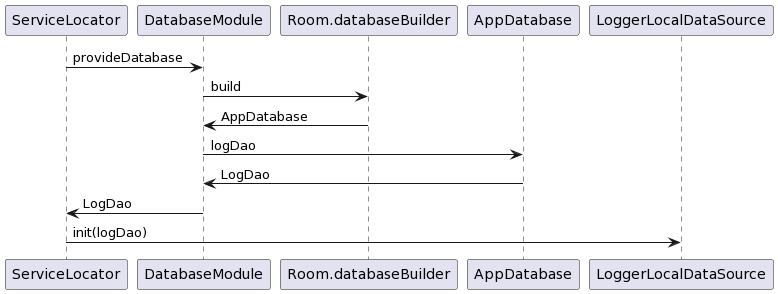 ServiceLocator DatabaseModule Room.databaseBuilder AppDatabase LoggerLocalDataSource
provideDatabase
build
AppDatabase
logDao
LogDao
LogDao
init(logDao)
ServiceLocator DatabaseModule Room.databaseBuilder AppDatabase LoggerLocalDataSource